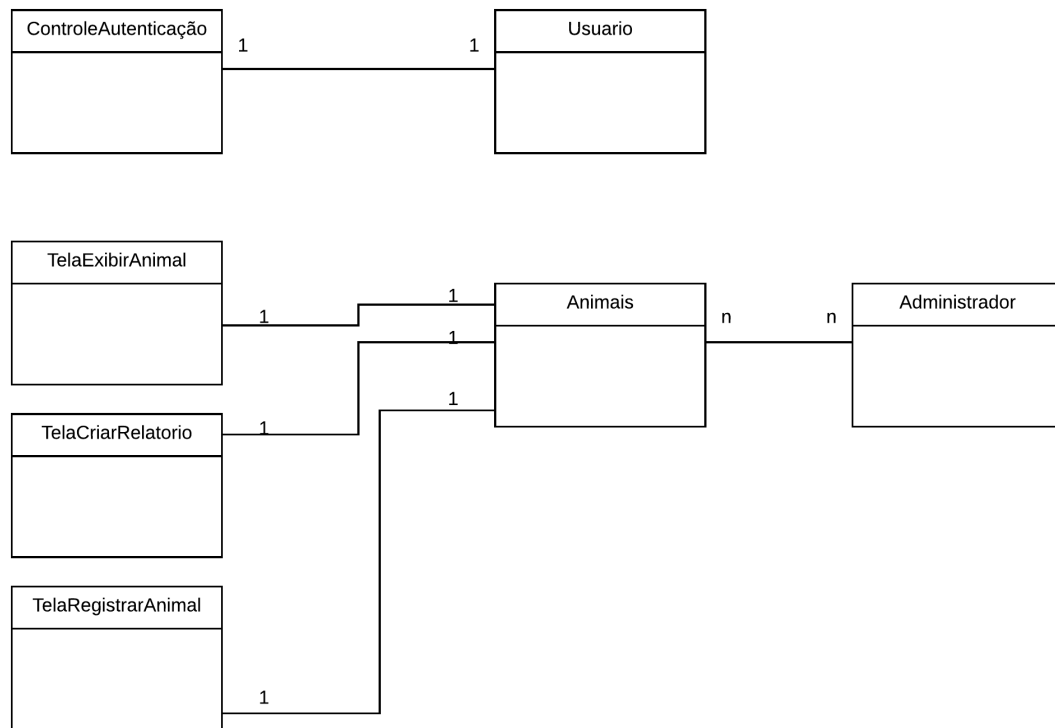 ControleAutenticação
1
1
Usuario
TelaExibirAnimal
1
1
Animais
n
n
Administrador
1
TelaCriarRelatorio
1
1
TelaRegistrarAnimal
1